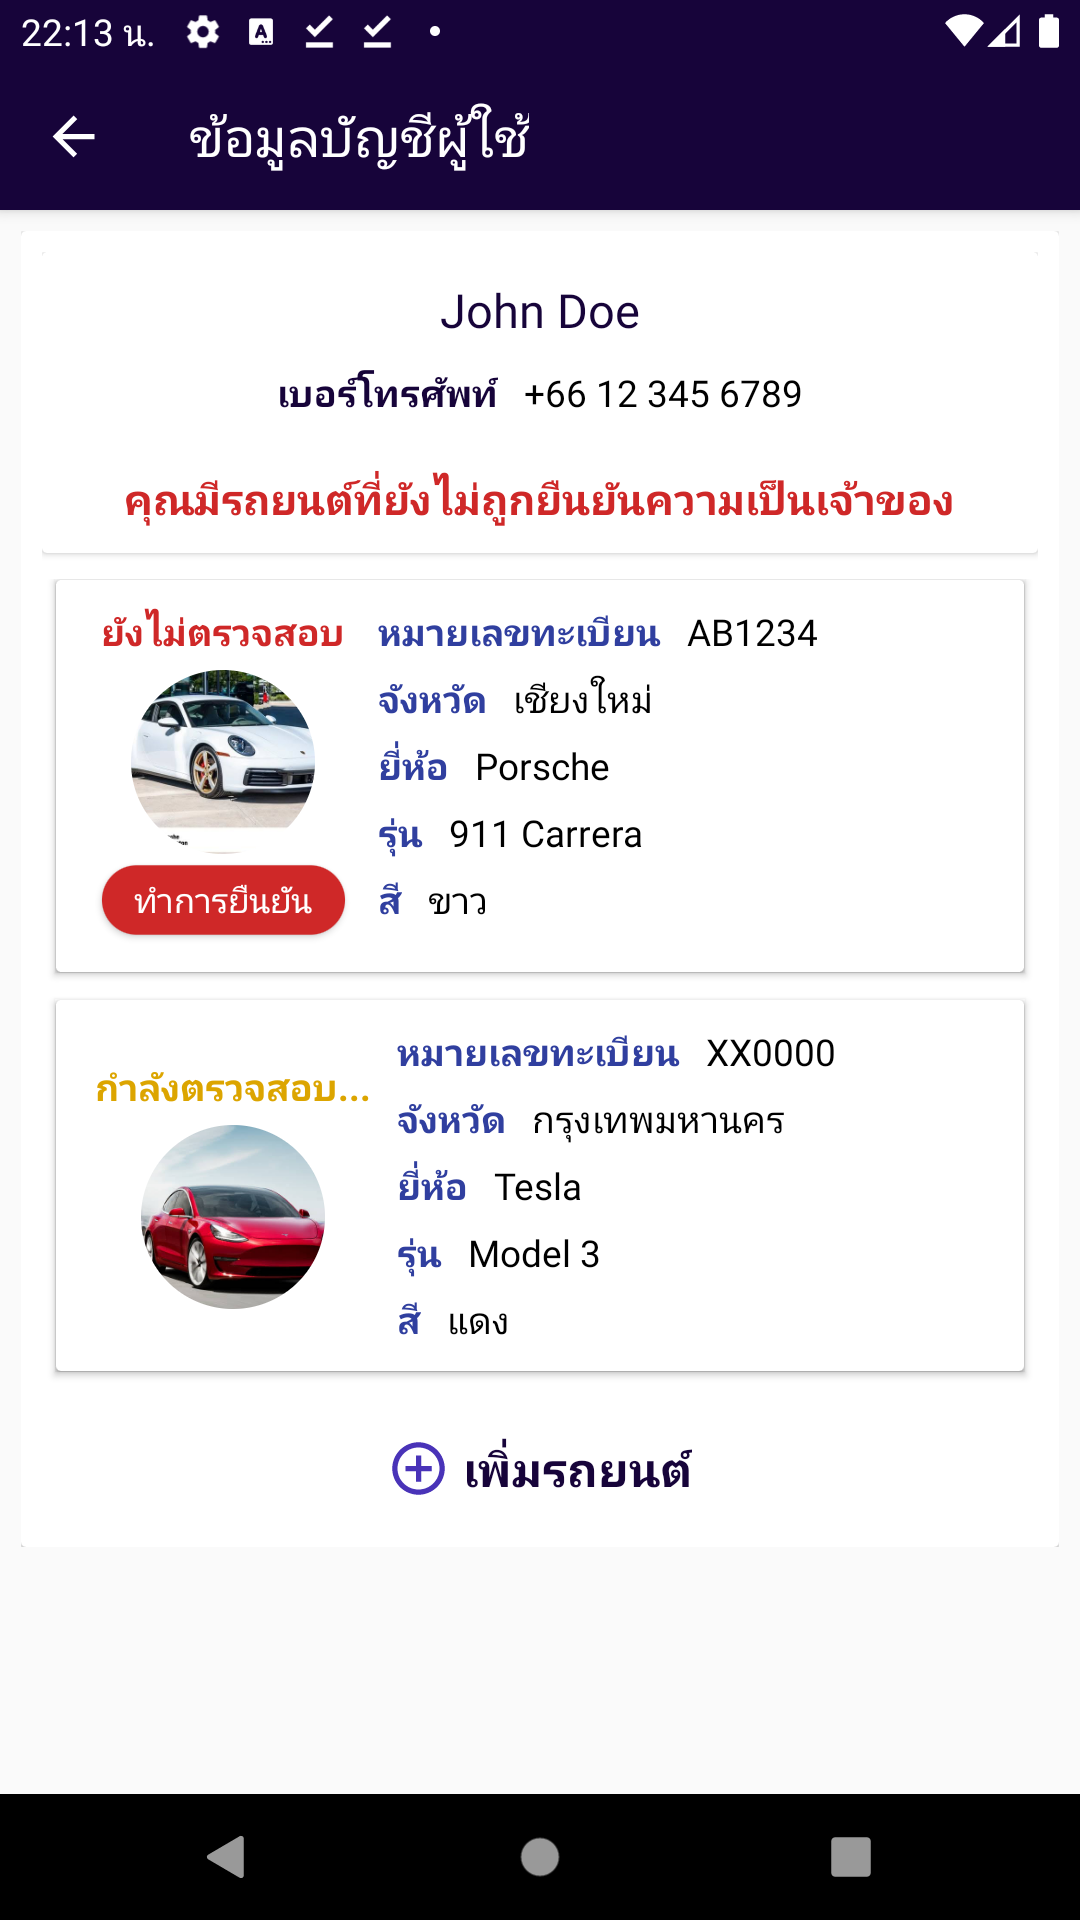 22:13 น.
ข้อมูลบัญชีผู้ใช้
John Doe
เบอร์โทรศัพท์ +66 12 345 6789
คุณมีรถยนต์ที่ยังไม่ถูกยืนยันความเป็นเจ้าของ
ยังไม่ตรวจสอบ
ทำการยืนยัน
หมายเลขทะเบียน AB1234
จังหวัด เชียงใหม่
ยี่ห้อ Porsche
รุ่น 911 Carrera
สี ขาว
กำลังตรวจสอบ...
หมายเลขทะเบียน XX0000
จังหวัด กรุงเทพมหานคร
ยี่ห้อ Tesla
รุ่น Model 3
สี แดง
เพิ่มรถยนต์